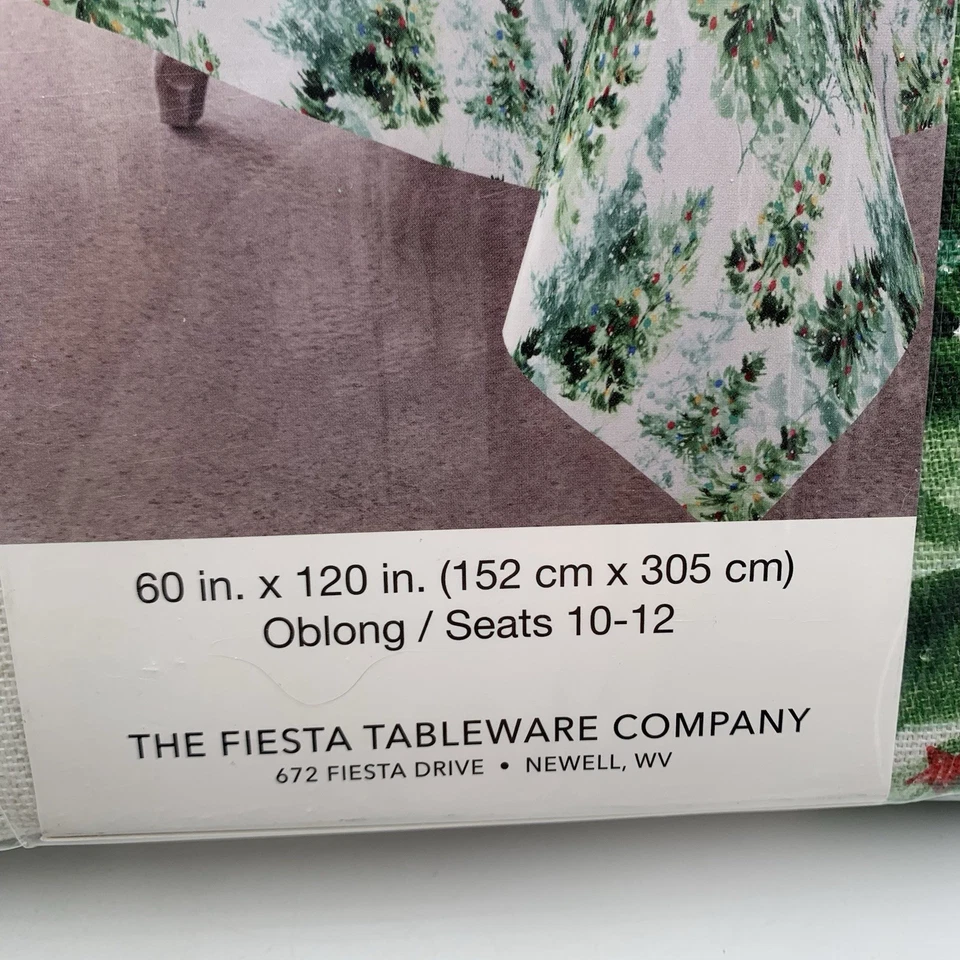 60 in. x 120 in. (152 cm x 305 cm)
Oblong / Seats 10-12
THE FIESTA TABLEWARE COMPANY
672 FIESTA DRIVE • NEWELL, WV